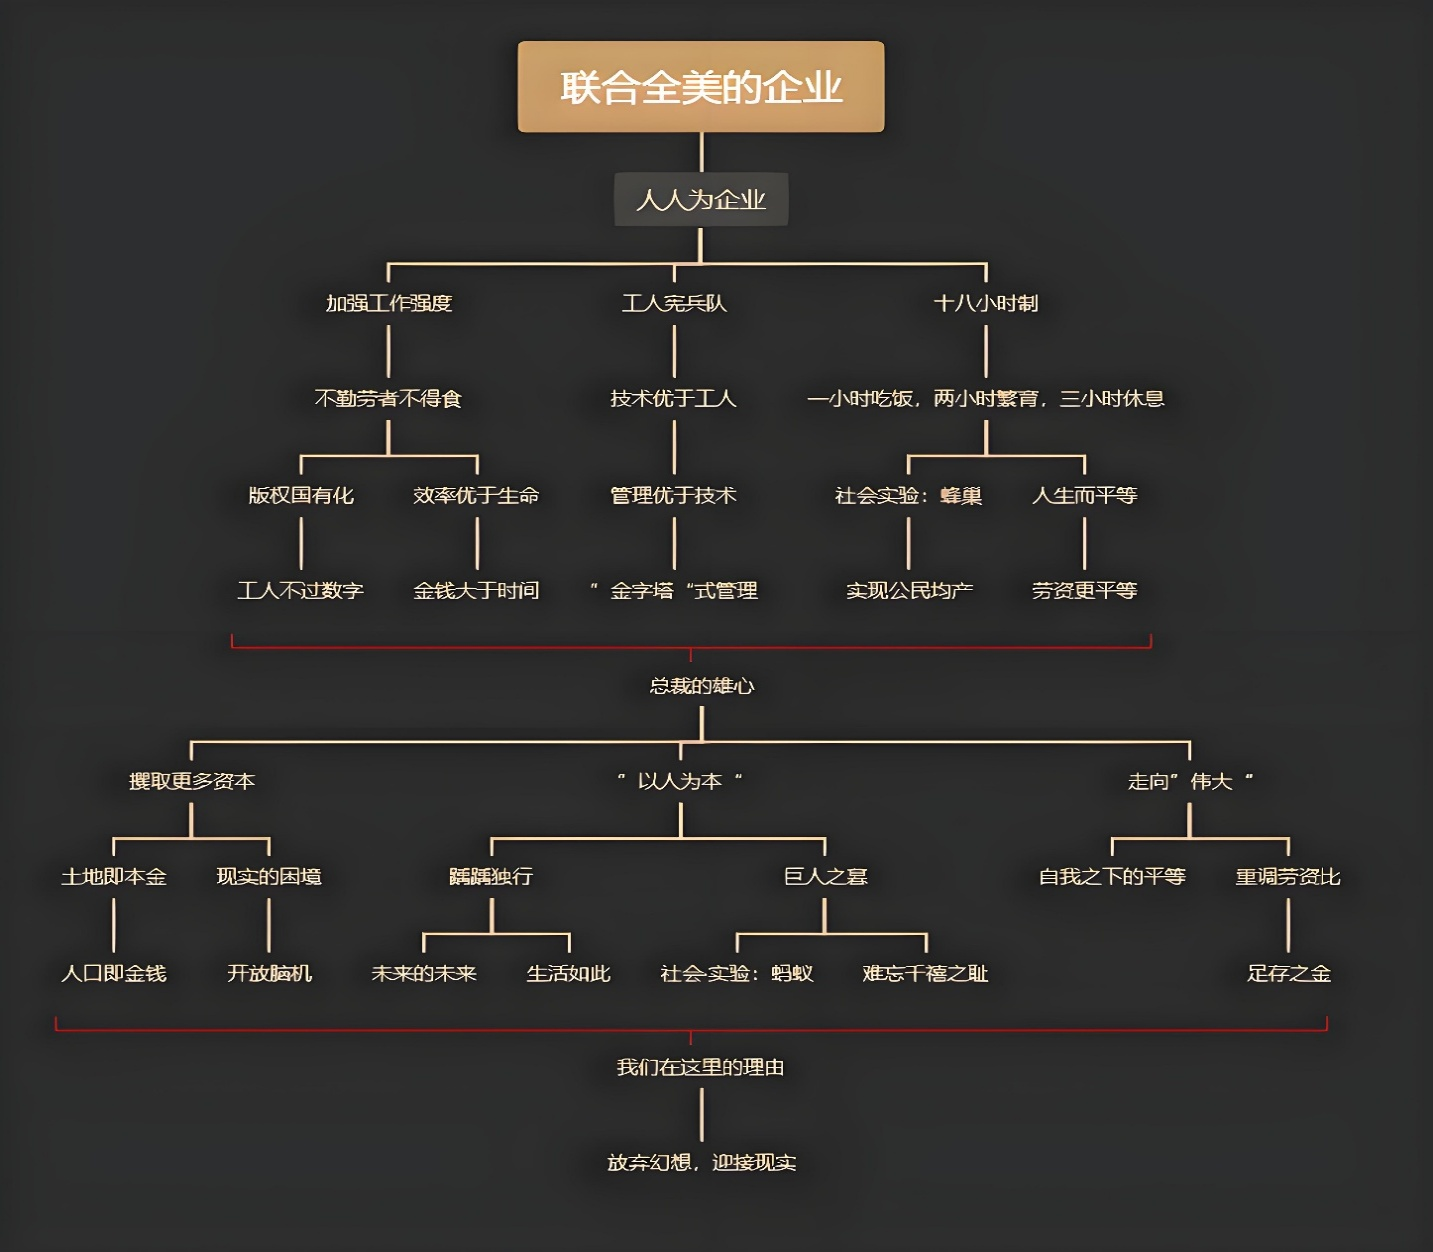 联合全美的企业
人人为企业
加强工作强度
工人宪兵队
十八小时制
不勤劳者不得食
技术优于工人
一小时吃饭，两小时繁育，三小时休息
版权国有化
效率优于生命
管理优于技术
社会实验：蜂巢
人生而平等
工人不过数字
金钱大于时间
”金字塔“式管理
实现公民均产
劳资更平等
总裁的雄心
攫取更多资本
”以人为本“
走向”伟大“
土地即本金
现实的困境
踽踽独行
巨人之墓
自我之下的平等
重调劳资比
人口即金钱
开放脑机
未来的未来
生活如此
社会实验：蚂蚁
难忘千禧之耻
足存之金
我们在这里的理由
放弃幻想，迎接现实